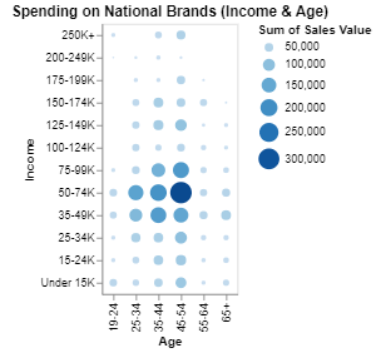 Spending on National Brands (Income & Age)
Sum of Sales Value
50,000
100,000
150,000
200,000
250,000
300,000
Income
250K+
200-249K
175-199K
150-174K
125-149K
100-124K
75-99K
50-74K
35-49K
25-34K
15-24K
Under 15K
19-24
25-34
35-44
45-54
55-64
65+
Age